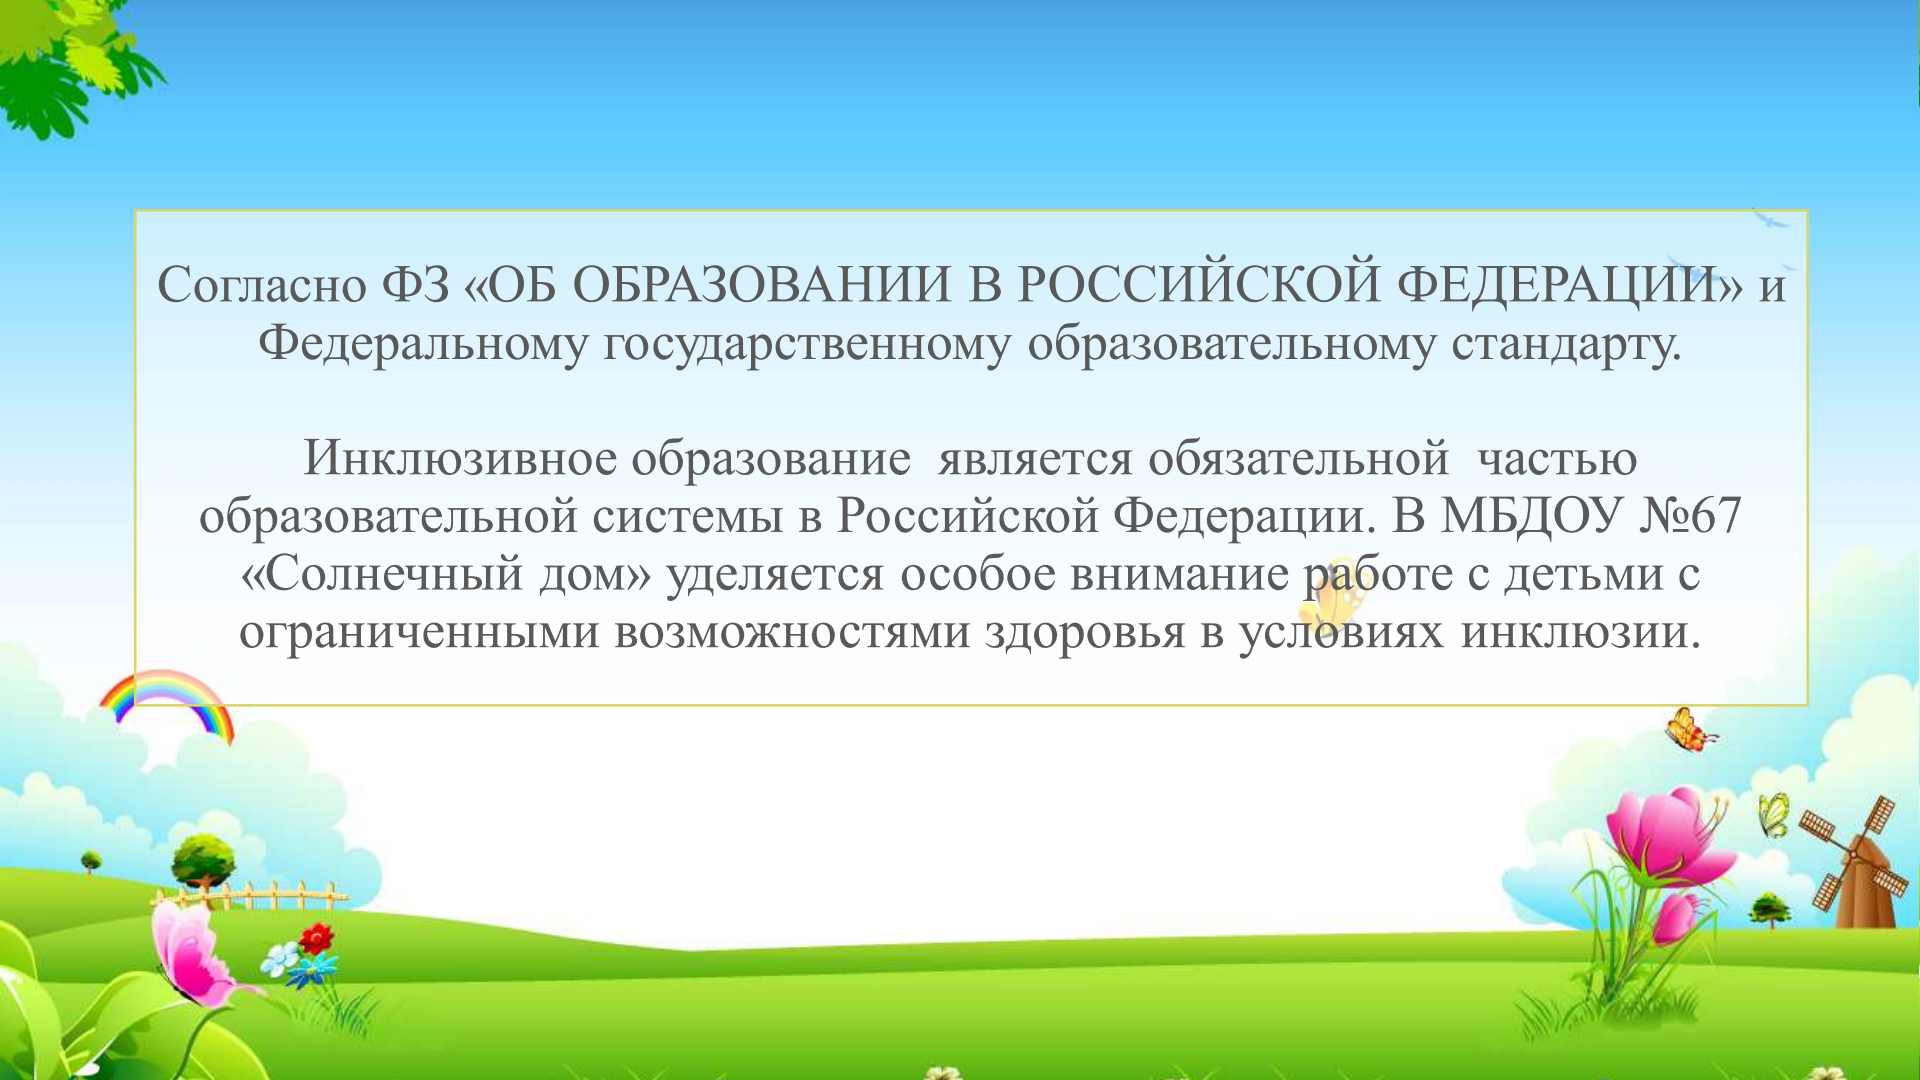 Согласно ФЗ «ОБ ОБРАЗОВАНИИ В РОССИЙСКОЙ ФЕДЕРАЦИИ» и
Федеральному государственному образовательному стандарту.
Инклюзивное образование  является обязательной  частью
образовательной системы в Российской Федерации. В МБДОУ №67
«Солнечный дом» уделяется особое внимание работе с детьми с
ограниченными возможностями здоровья в условиях инклюзии.